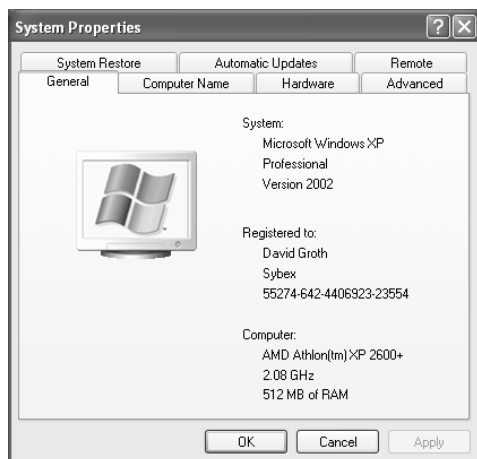 System Properties
System Restore
Automatic Updates
Remote
General
Computer Name
Hardware
Advanced
System:
Microsoft Windows XP
Professional
Version 2002
Registered to:
David Groth
Sybex
55274-642-4406923-23554
Computer:
AMD Athlon(tm) XP 2600+
2.08 GHz
512 MB of RAM
OK
Cancel
Apply